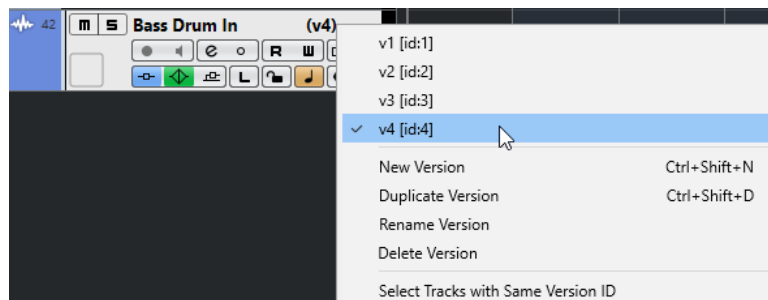 42 m S Bass Drum In (v4)
e R W
L
v1 [id:1]
v2 [id:2]
v3 [id:3]
v4 [id:4]
New Version Ctrl+Shift+N
Duplicate Version Ctrl+Shift+D
Rename Version
Delete Version
Select Tracks with Same Version ID